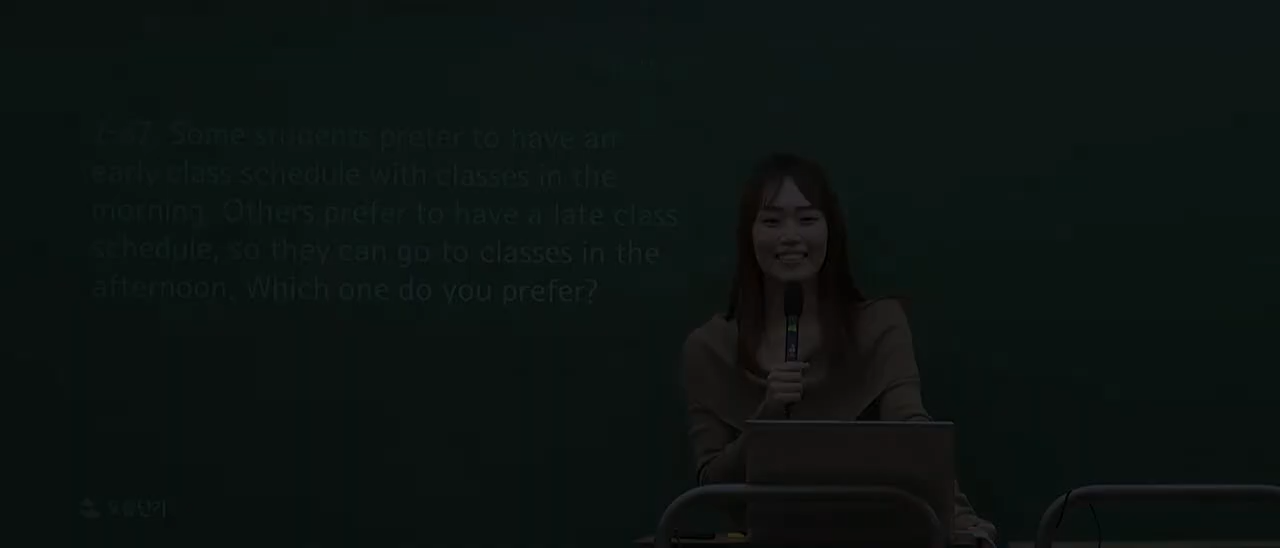 Some students prefer to have an
early class schedule with classes in the
morning. Others prefer to have a late class
schedule, so they can go to classes in the
afternoon. Which one do you prefer?